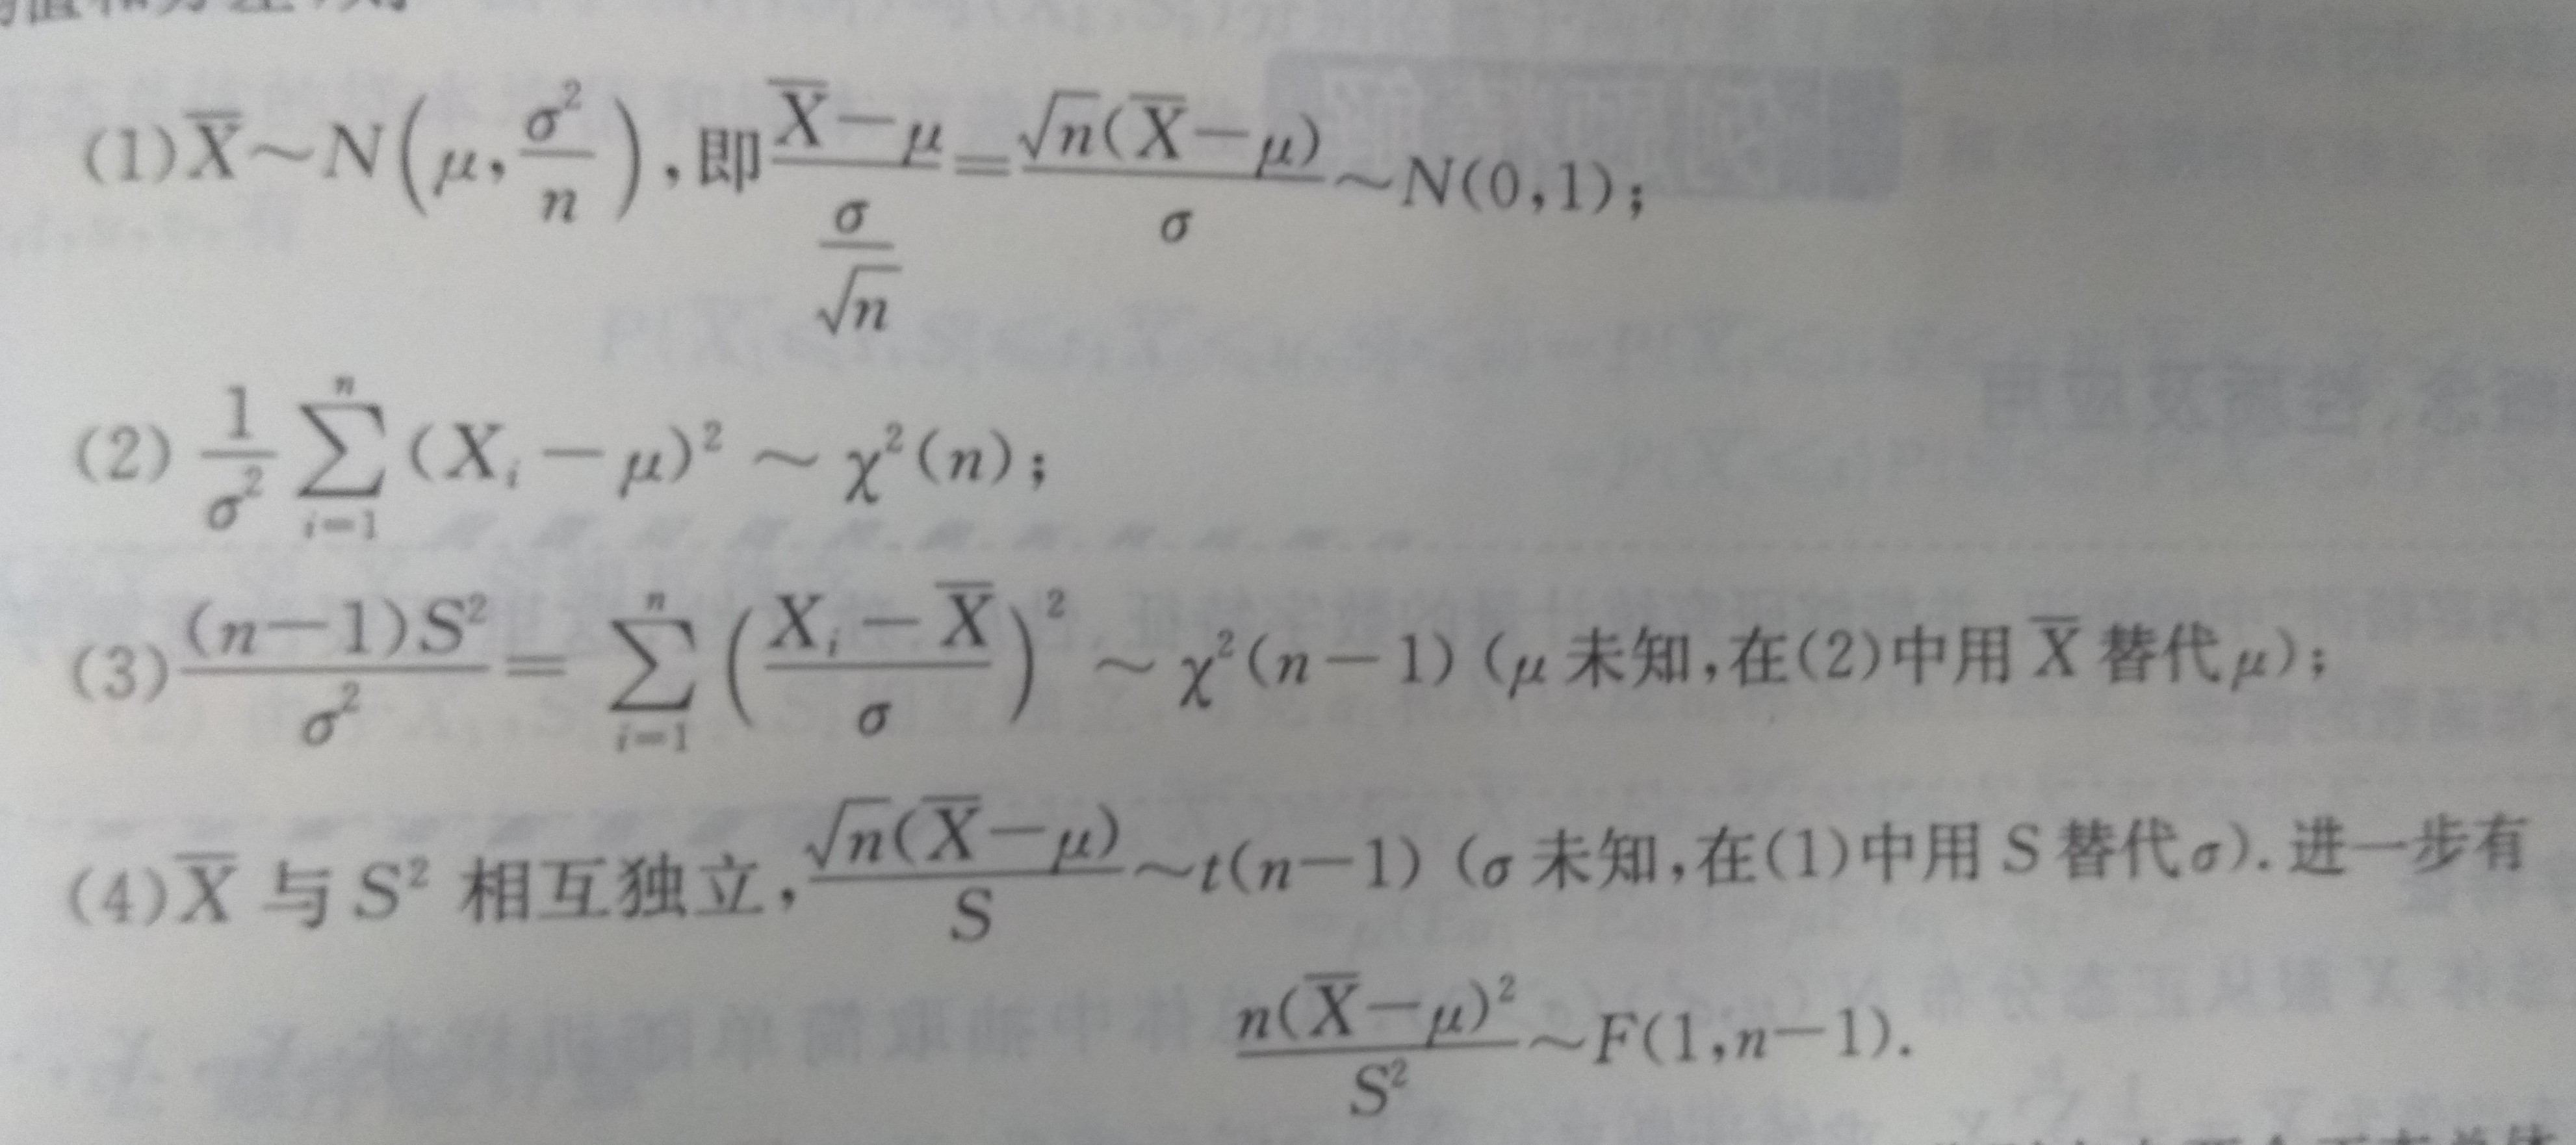 (1) $\overline{X} \sim N\left(\mu, \frac{\sigma^2}{n}\right)$,即$\frac{\overline{X}-\mu}{\frac{\sigma}{\sqrt{n}}} = \frac{\sqrt{n}(\overline{X}-\mu)}{\sigma} \sim N(0,1)$;
(2) $\frac{1}{\sigma^2} \sum_{i=1}^{n} (X_i - \mu)^2 \sim \chi^2(n)$;
(3) $\frac{(n-1)S^2}{\sigma^2} = \sum_{i=1}^{n} \left(\frac{X_i - \overline{X}}{\sigma}\right)^2 \sim \chi^2(n-1)$ (μ 未知,在(2)中用 $\overline{X}$ 替代μ);
(4) $\overline{X}$ 与 $S^2$ 相互独立,$\frac{\sqrt{n}(\overline{X}-\mu)}{S} \sim t(n-1)$ (σ 未知,在(1)中用 S 替代σ). 进一步有
$\frac{n(\overline{X}-\mu)^2}{S^2} \sim F(1,n-1)$.